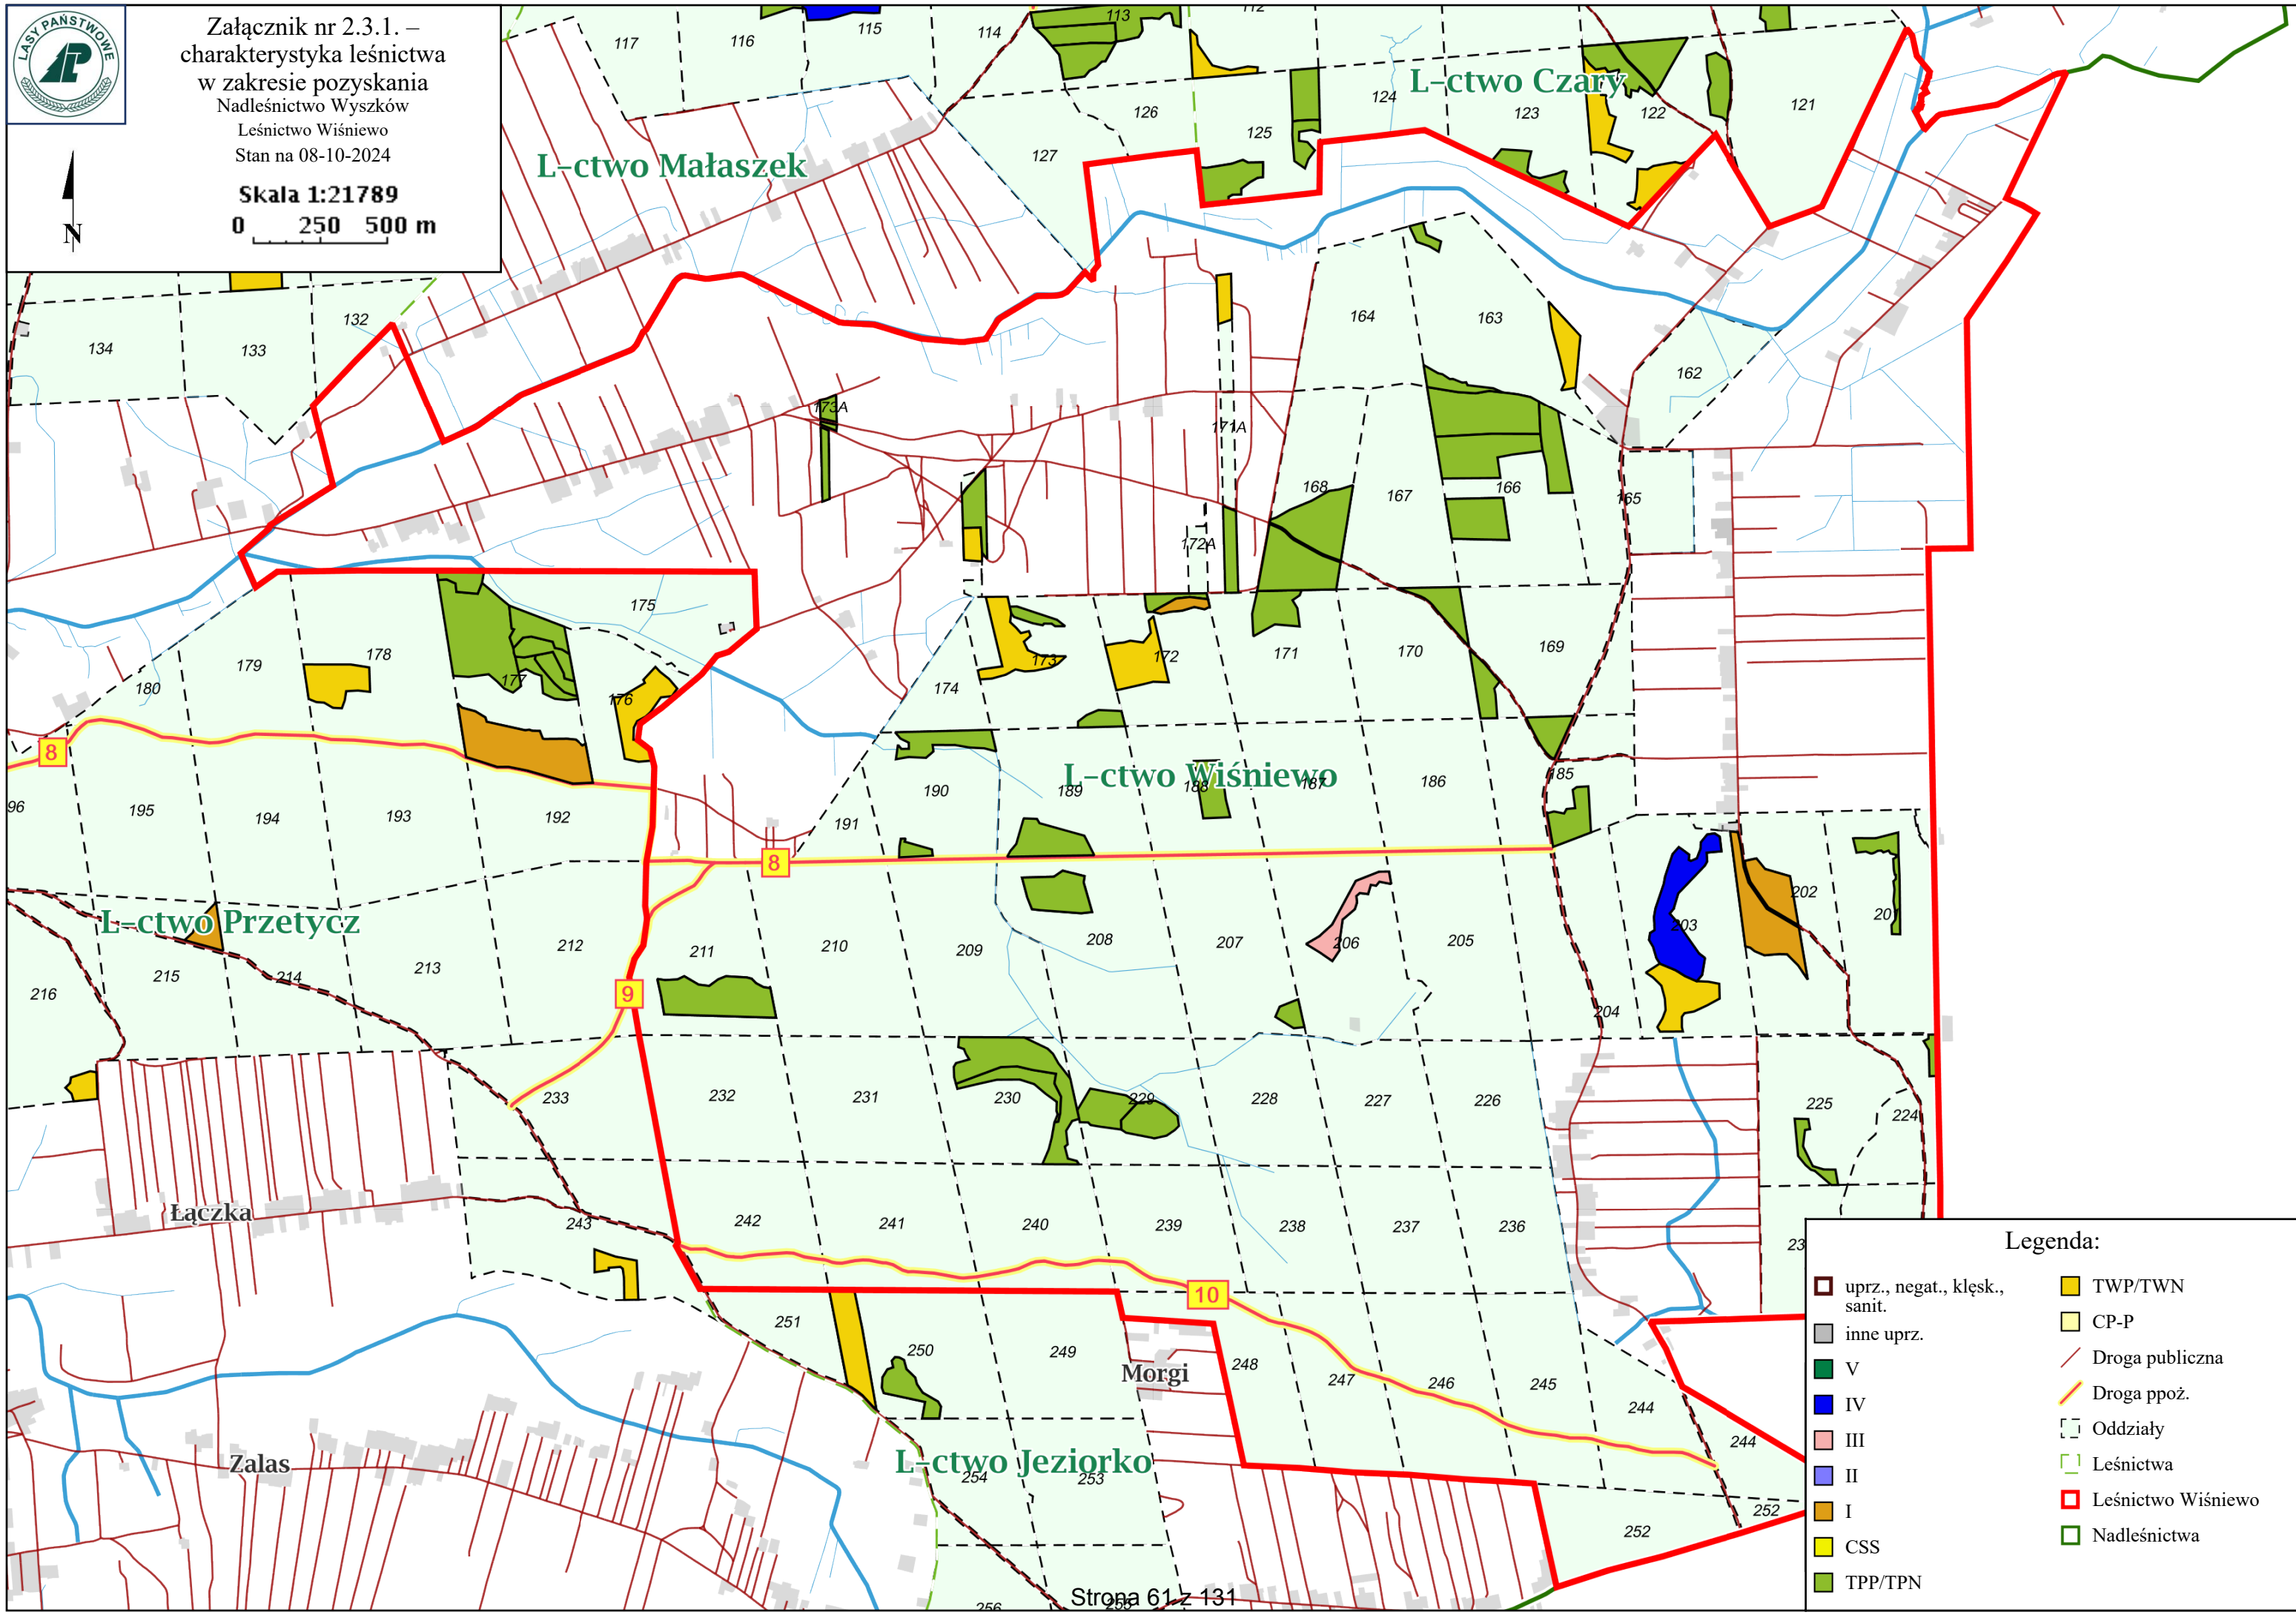 LASY PAŃSTWOWE
Załącznik nr 2.3.1. –
charakterystyka leśnictwa
w zakresie pozyskania
Nadleśnictwo Wyszków
Leśnictwo Wiśniewo
Stan na 08-10-2024
Skala 1:21789
0 250 500 m
N
117 116 115 114 113 112
L–ctwo Czary
126 125 124 123 122 121
127
L–ctwo Małaszek
132
134 133
164 163
162
173A
171A
168 167 166 165
172A
175
180 179 178 177 176
174 173 172 171 170 169
8
L–ctwo Wiśniewo
96 195 194 193 192
191 190 189 188 187 186 185
8
L–ctwo Przetycz
202 201
203
216 215 214 213 212
211 210 209 208 207 206 205
204
9
233 232 231 230 229 228 227 226
225 224
Łączka
243 242 241 240 239 238 237 236
23
10
251 250 249
Morgi
248 247 246 245 244
244
Zalas
L–ctwo Jeziorko
254 253
252 252
256 255
Strona 61 z 131
Legenda:
uprz., negat., klęsk.,
sanit.
inne uprz.
V
IV
III
II
I
CSS
TPP/TPN
TWP/TWN
CP-P
Droga publiczna
Droga ppoż.
Oddziały
Leśnictwa
Leśnictwo Wiśniewo
Nadleśnictwa